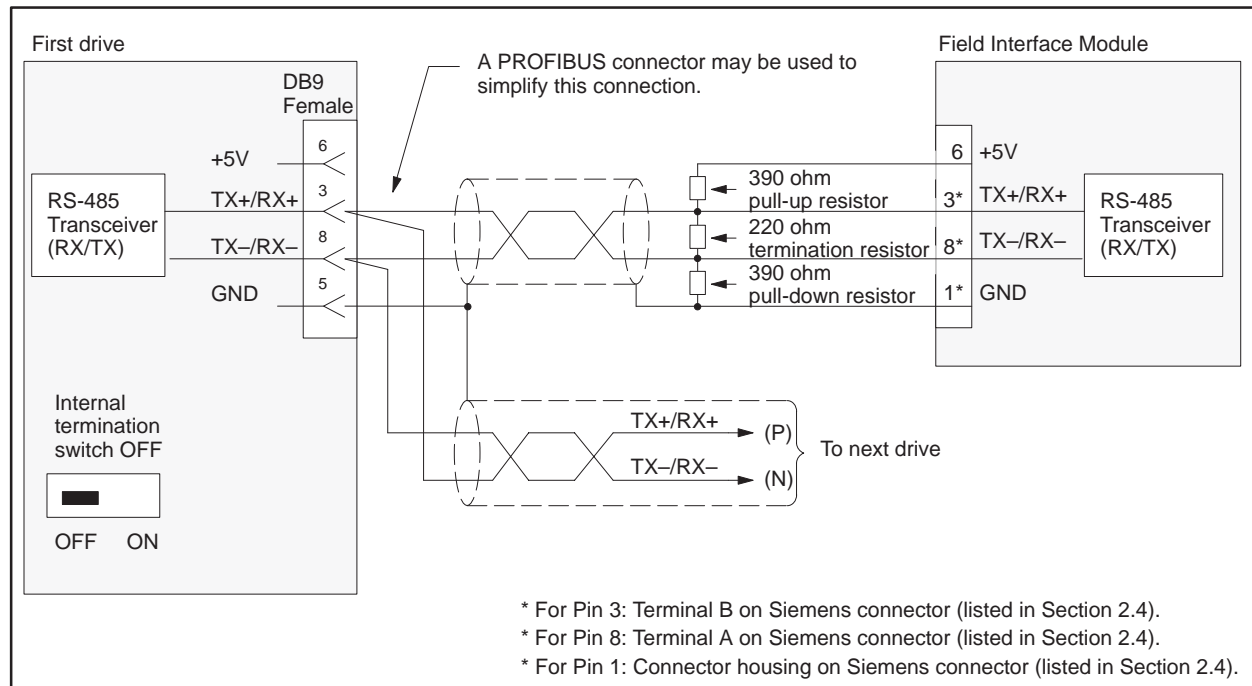 First drive
Field Interface Module
A PROFIBUS connector may be used to
simplify this connection.
DB9
Female
6
+5V
3
TX+/RX+
8
TX–/RX–
5
GND
RS-485
Transceiver
(RX/TX)
390 ohm
pull-up resistor
220 ohm
termination resistor
390 ohm
pull-down resistor
6 +5V
3* TX+/RX+
8* TX–/RX–
1* GND
RS-485
Transceiver
(RX/TX)
Internal
termination
switch OFF
OFF ON
TX+/RX+ (P)
TX–/RX– (N)
To next drive
* For Pin 3: Terminal B on Siemens connector (listed in Section 2.4).
* For Pin 8: Terminal A on Siemens connector (listed in Section 2.4).
* For Pin 1: Connector housing on Siemens connector (listed in Section 2.4).